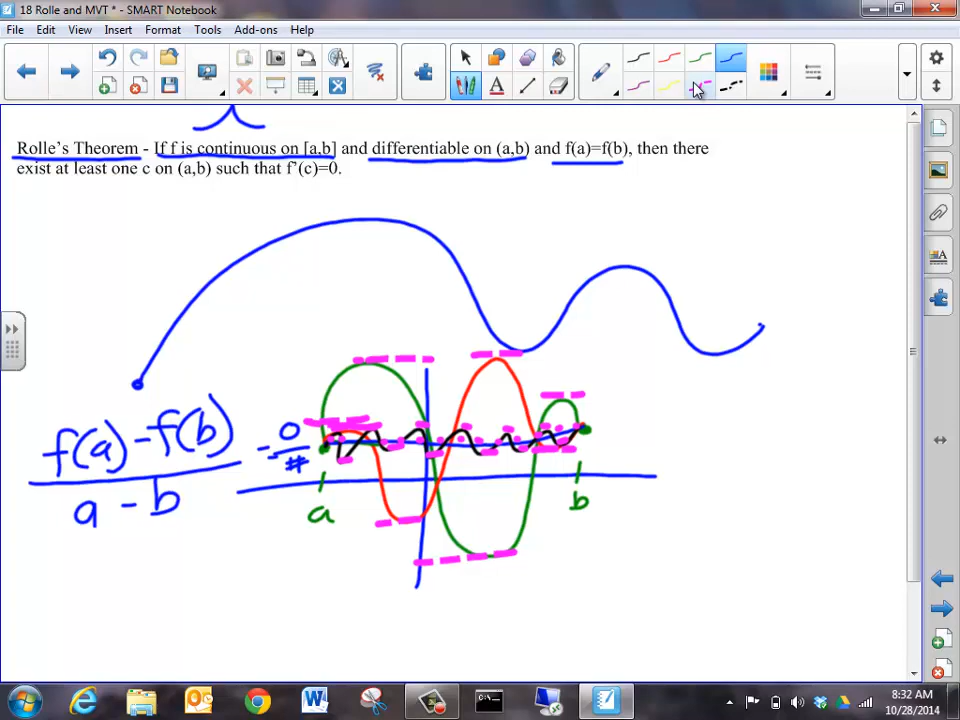 18 Rolle and MVT * - SMART Notebook
File Edit View Insert Format Tools Add-ons Help
Rolle's Theorem - If f is continuous on [a,b] and differentiable on (a,b) and f(a)=f(b), then there
exist at least one c on (a,b) such that f'(c)=0.
f(a) - f(b)
a - b
= 0
#
a
b
8:32 AM
10/28/2014